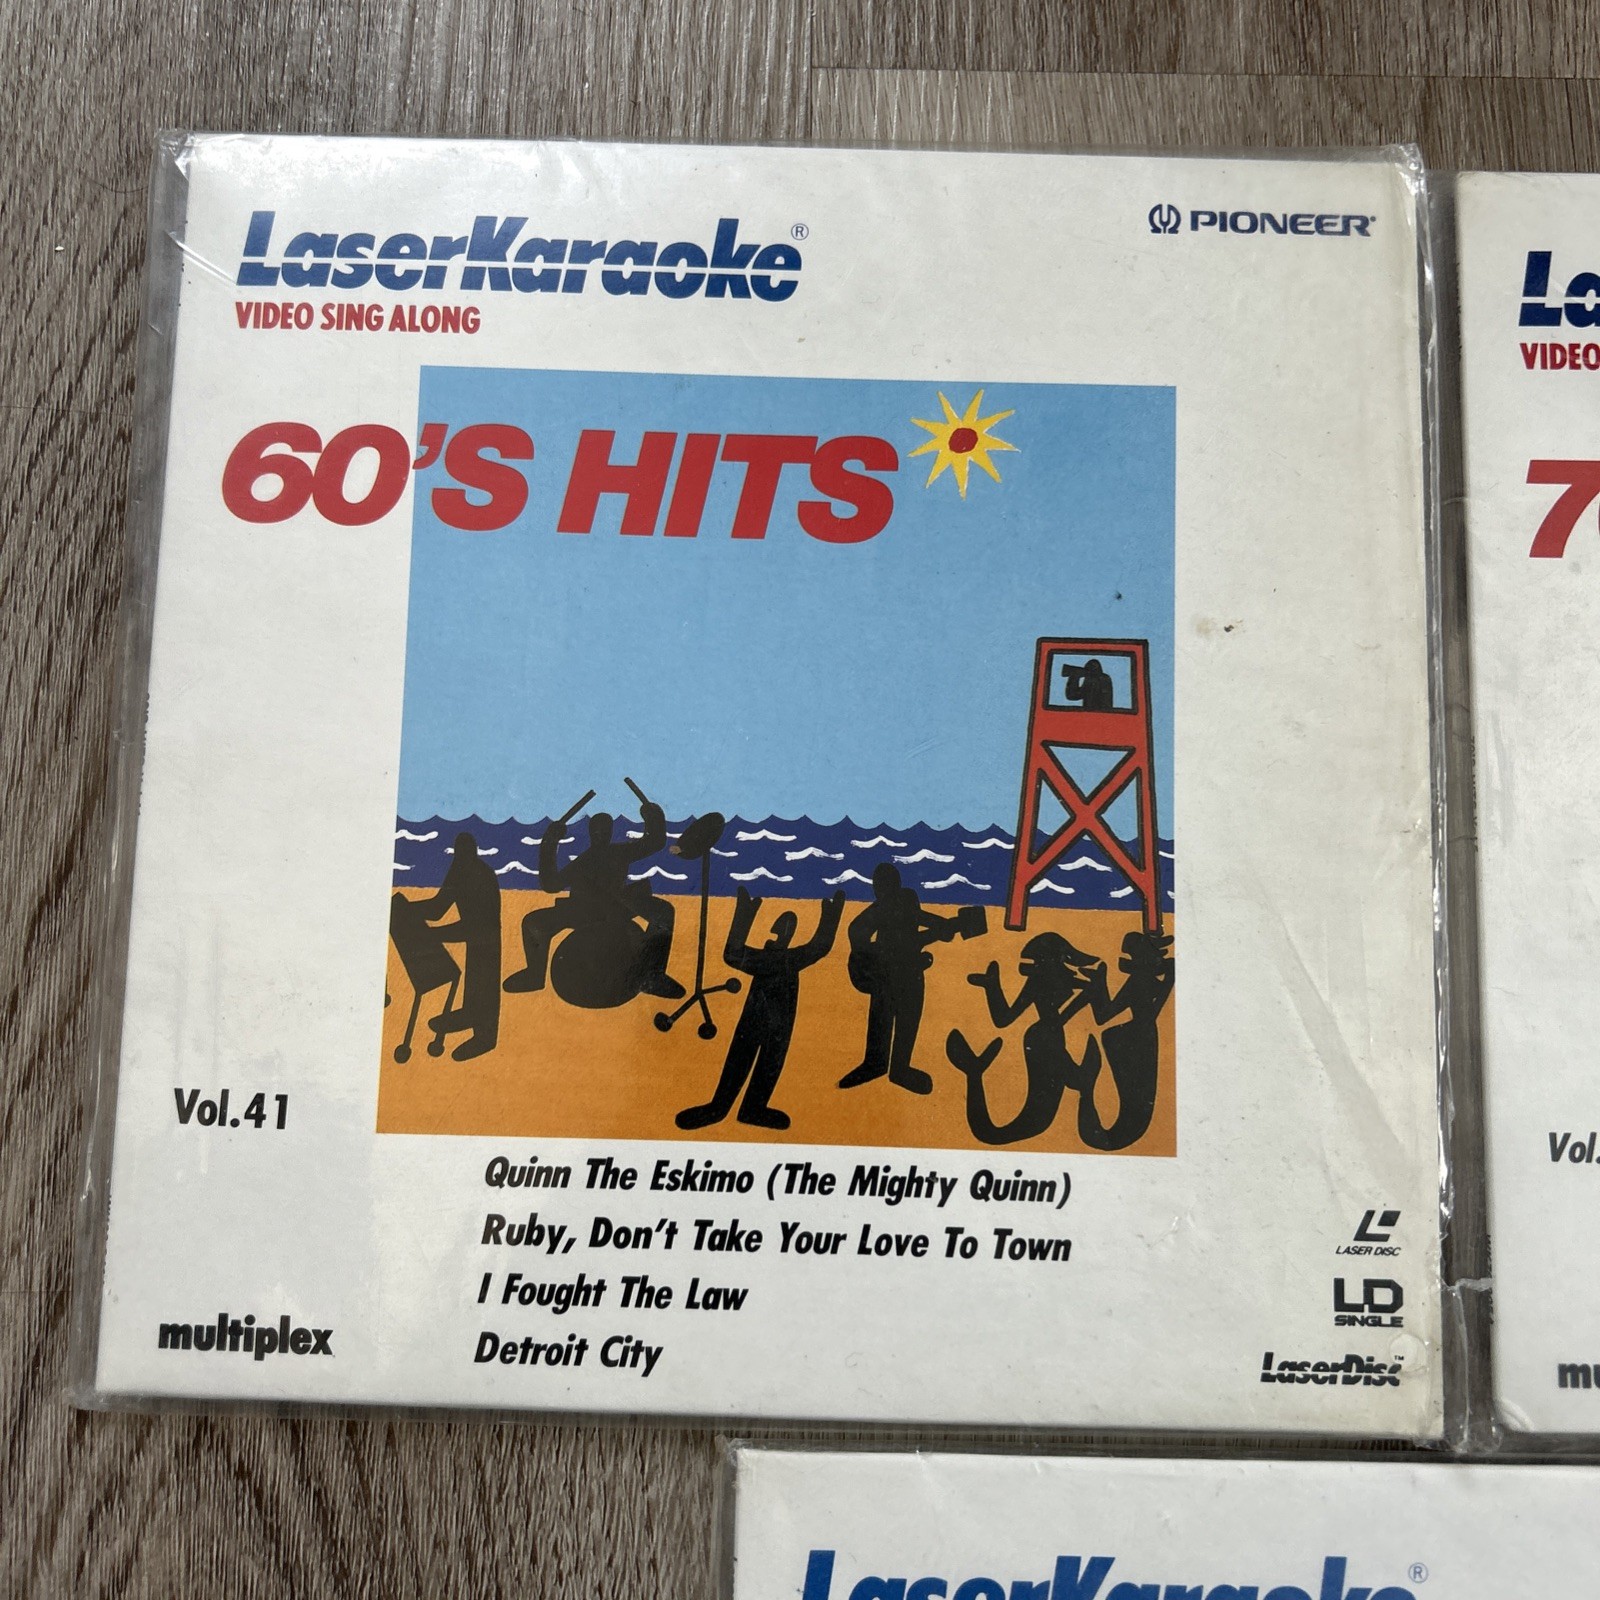 LaserKaraoke®
VIDEO SING ALONG
PIONEER
60'S HITS
Vol.41
Quinn The Eskimo (The Mighty Quinn)
Ruby, Don't Take Your Love To Town
I Fought The Law
Detroit City
multiplex
LASER DISC
LD
SINGLE
LaserDisc™
VIDEO
Vol.
LaserKaraoke®